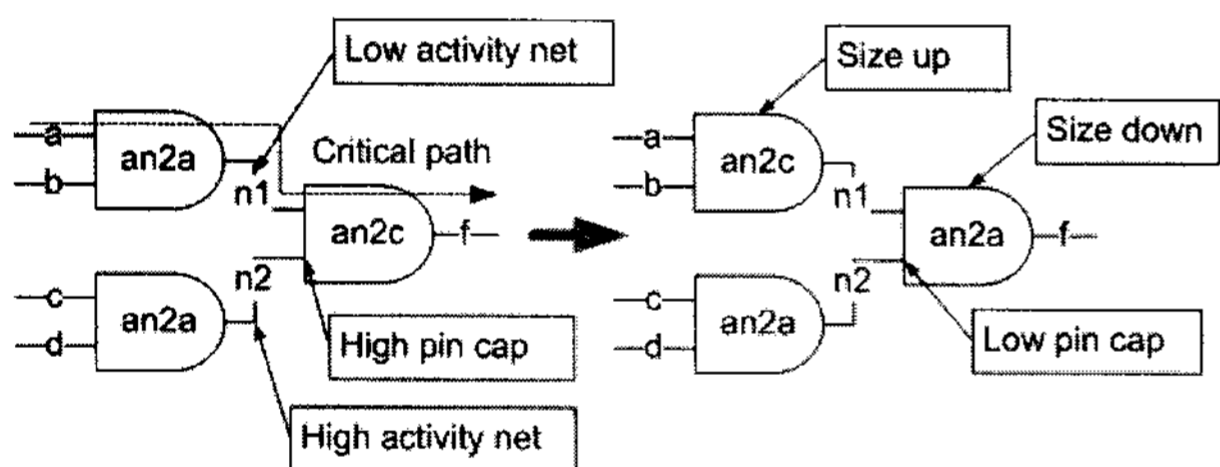 Low activity net
a
an2a
b
n1
Critical path
an2c
f
n2
c
an2a
d
High pin cap
High activity net
Size up
Size down
a
an2c
b
n1
an2a
f
n2
c
an2a
d
Low pin cap